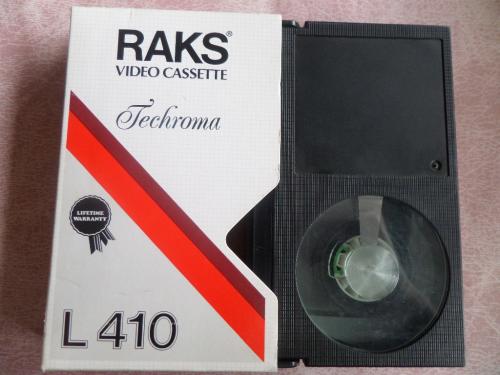 RAKS®
VIDEO CASSETTE
Techroma
LIFETIME
WARRANTY
L 410